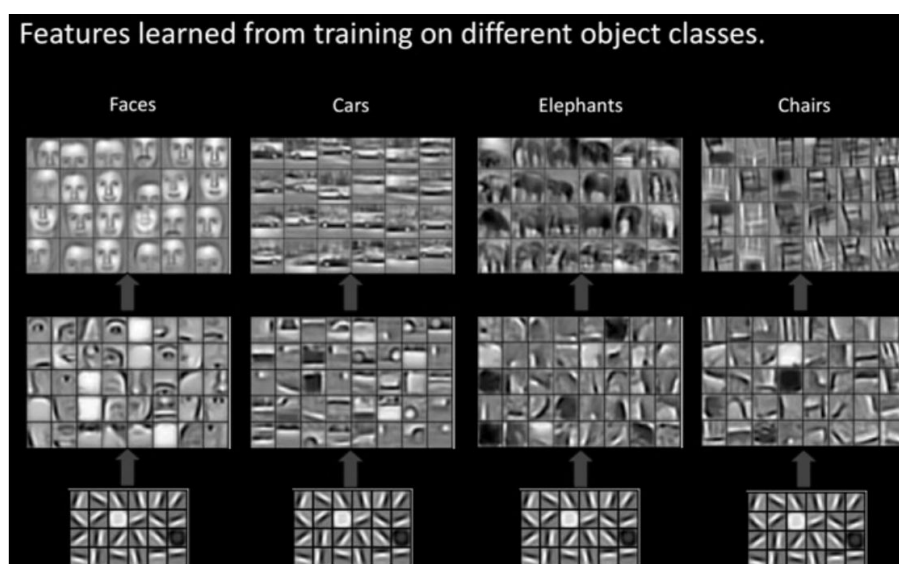 Features learned from training on different object classes.
Faces
Cars
Elephants
Chairs